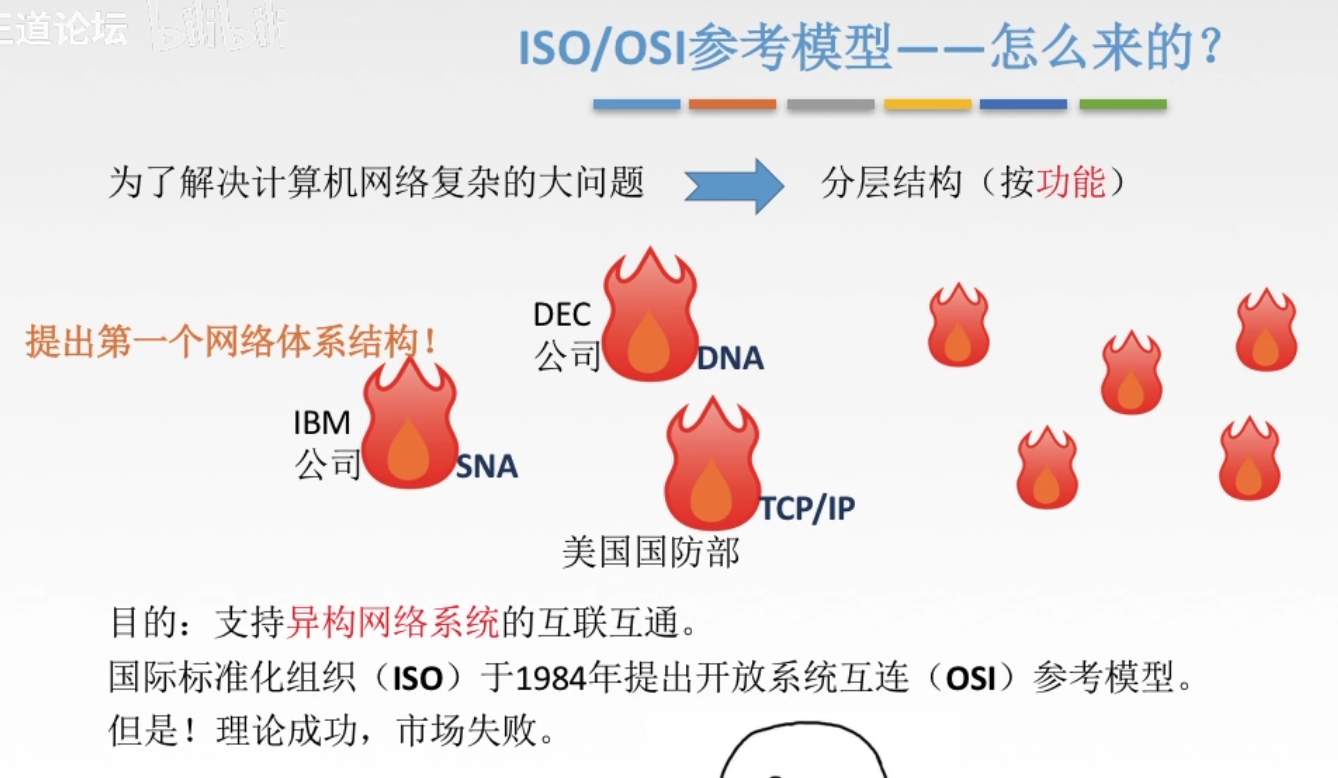 王道论坛 bilibili
ISO/OSI参考模型——怎么来的？
为了解决计算机网络复杂的大问题
分层结构（按功能）
提出第一个网络体系结构！
DEC
公司
DNA
IBM
公司
SNA
TCP/IP
美国国防部
目的：支持异构网络系统的互联互通。
国际标准化组织（ISO）于1984年提出开放系统互连（OSI）参考模型。
但是！理论成功，市场失败。